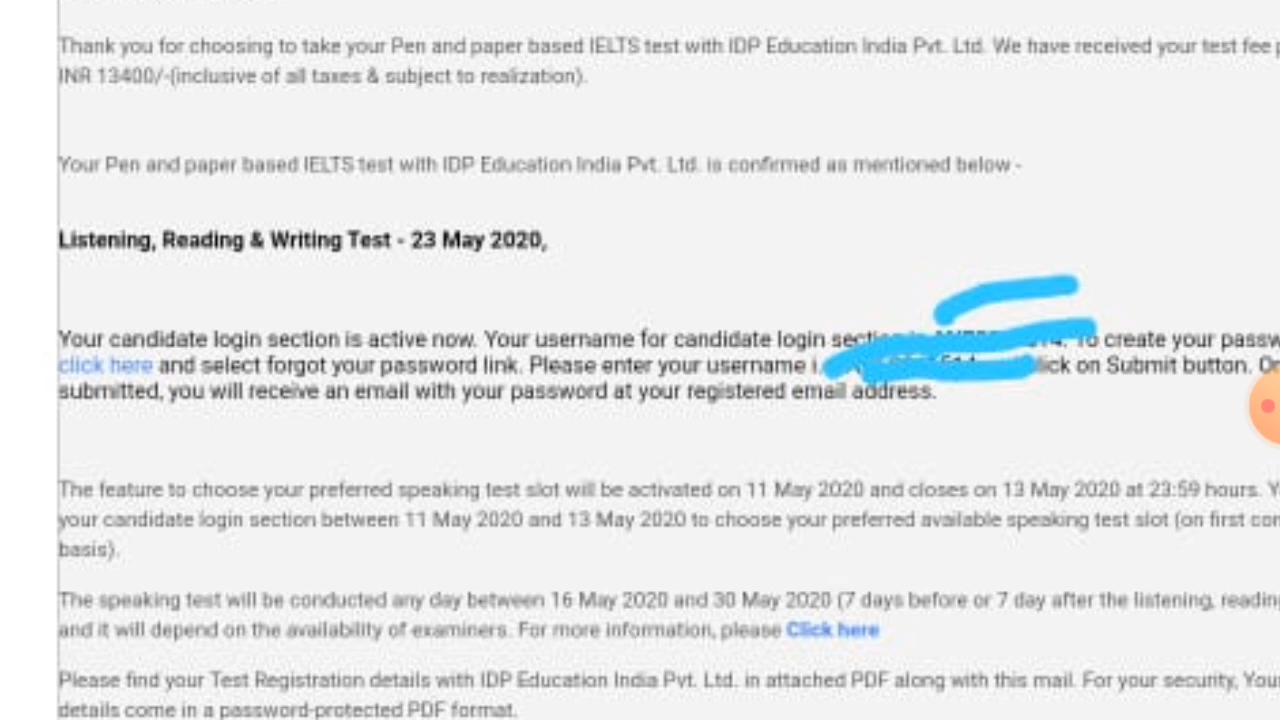 Thank you for choosing to take your Pen and paper based IELTS test with IDP Education India Pvt. Ltd. We have received your test fee
INR 13400/-(inclusive of all taxes & subject to realization).
Your Pen and paper based IELTS test with IDP Education India Pvt. Ltd. is confirmed as mentioned below -
Listening, Reading & Writing Test - 23 May 2020,
Your candidate login section is active now. Your username for candidate login create your passw
click here and select forgot your password link. Please enter your username on Submit button.
submitted, you will receive an email with your password at your registered email address.
The feature to choose your preferred speaking test slot will be activated on 11 May 2020 and closes on 13 May 2020 at 23:59 hours.
your candidate login section between 11 May 2020 and 13 May 2020 to choose your preferred available speaking test slot (on first
basis).
The speaking test will be conducted any day between 16 May 2020 and 30 May 2020 (7 days before or 7 day after the listening, reading
and it will depend on the availability of examiners. For more information, please Click here
Please find your Test Registration details with IDP Education India Pvt. Ltd. in attached PDF along with this mail. For your security, You
details come in a password-protected PDF format.